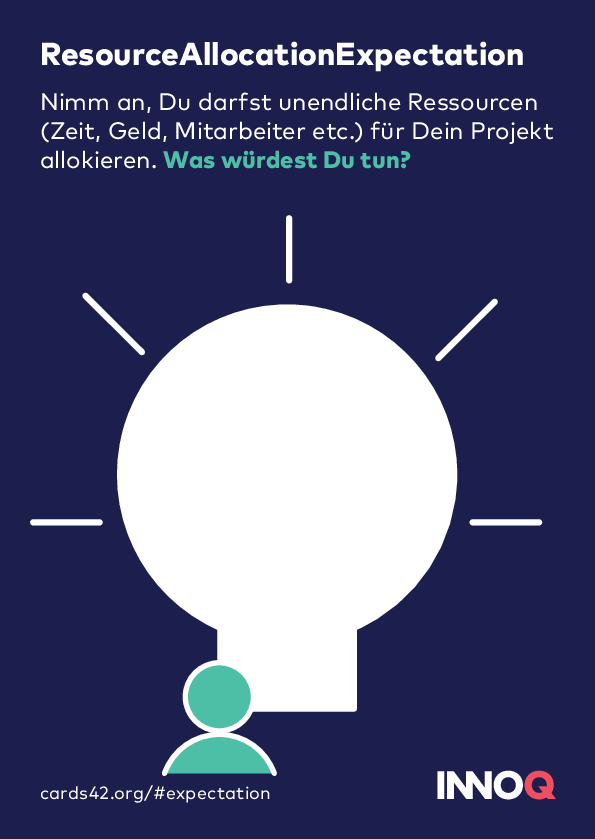 ResourceAllocationExpectation
Nimm an, Du darfst unendliche Ressourcen
(Zeit, Geld, Mitarbeiter etc.) für Dein Projekt
allokieren. Was würdest Du tun?
cards42.org/#expectation
INNOQ